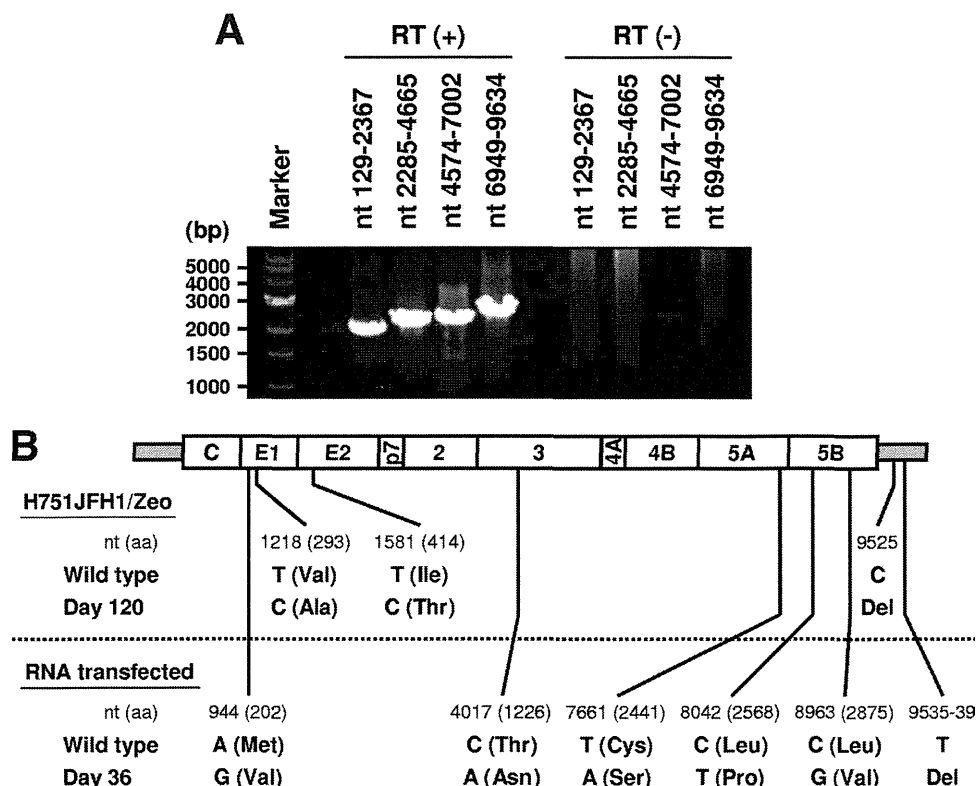 A
RT (+) RT (-)
Marker
nt 129-2367
nt 2285-4665
nt 4574-7002
nt 6949-9634
nt 129-2367
nt 2285-4665
nt 4574-7002
nt 6949-9634
(bp)
5000
4000
3000
2000
1500
1000
B
C E1 E2 p7 2 3 4A 4B 5A 5B
H751JFH1/Zeo
nt (aa) 1218 (293) 1581 (414) 9525
Wild type T (Val) T (Ile) C
Day 120 C (Ala) C (Thr) Del
RNA transfected
nt (aa) 944 (202) 4017 (1226) 7661 (2441) 8042 (2568) 8963 (2875) 9535-39
Wild type A (Met) C (Thr) T (Cys) C (Leu) C (Leu) T
Day 36 G (Val) A (Asn) A (Ser) T (Pro) G (Val) Del